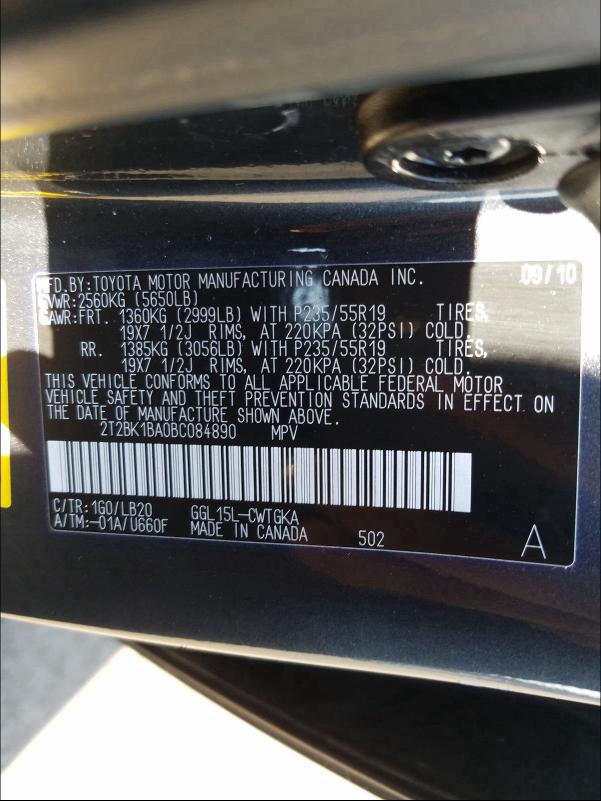 MFD.BY:TOYOTA MOTOR MANUFACTURING CANADA INC. 09/10
GVWR:2560KG (5650LB)
GAWR:FRT. 1360KG (2999LB) WITH P235/55R19 TIRES,
19X7 1/2J RIMS, AT 220KPA (32PSI) COLD.
RR. 1385KG (3056LB) WITH P235/55R19 TIRES,
19X7 1/2J RIMS, AT 220KPA (32PSI) COLD.
THIS VEHICLE CONFORMS TO ALL APPLICABLE FEDERAL MOTOR
VEHICLE SAFETY AND THEFT PREVENTION STANDARDS IN EFFECT ON
THE DATE OF MANUFACTURE SHOWN ABOVE.
2T2BK1BA0BC084890 MPV
C/TR:1G0/LB20 GGL15L-CWTGKA
A/TM:-01A/U660F MADE IN CANADA 502 A